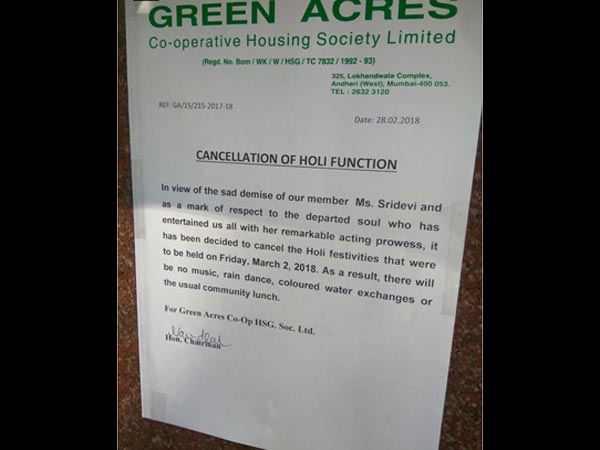 GREEN ACRES
Co-operative Housing Society Limited
(Regd. No. Bom / WK / W / HSG / TC 7832 / 1992 - 93)
325, Lokhandwala Complex,
Andheri (West), Mumbai-400 053.
TEL : 2632 3120
REF: GA/15/215-2017-18
Date: 28.02.2018
CANCELLATION OF HOLI FUNCTION
In view of the sad demise of our member Ms. Sridevi and
as a mark of respect to the departed soul who has
entertained us all with her remarkable acting prowess, it
has been decided to cancel the Holi festivities that were
to be held on Friday, March 2, 2018. As a result, there will
be no music, rain dance, coloured water exchanges or
the usual community lunch.
For Green Acres Co-Op HSG. Soc. Ltd.
Hon. Chairman